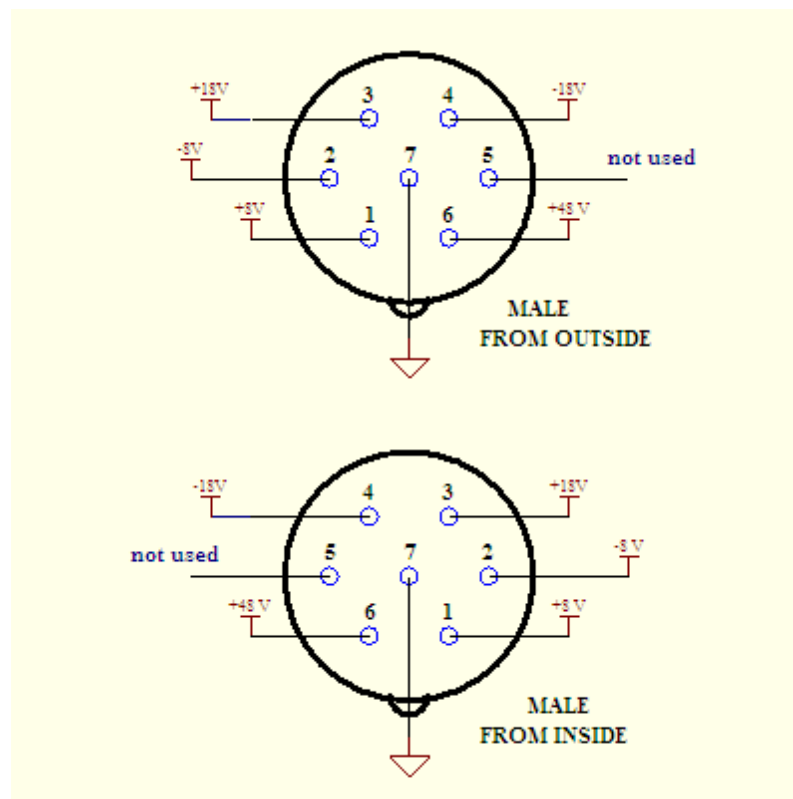 +18V 3 4 -18V
-8V 2 7 5 not used
+8V 1 6 +48 V
MALE
FROM OUTSIDE
-18V 4 3 +18V
not used 5 7 2 -8 V
+48 V 6 1 +8 V
MALE
FROM INSIDE